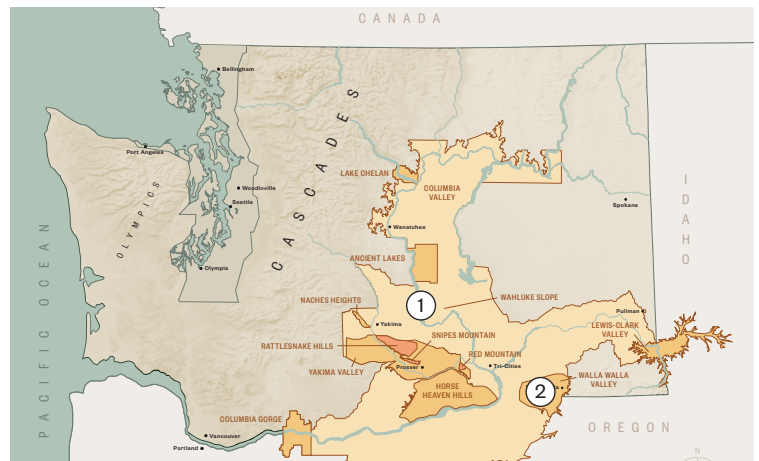 CANADA
Bellingham
CASCADES
Port Angeles
LAKE CHELAN
COLUMBIA
VALLEY
OLYMPICS
Woodinville
Seattle
Spokane
IDAHO
Wenatchee
PACIFIC OCEAN
ANCIENT LAKES
Olympia
NACHES HEIGHTS
1
WAHLUKE SLOPE
Pullman
Yakima
LEWIS-CLARK
VALLEY
RATTLESNAKE HILLS
SNIPES MOUNTAIN
RED MOUNTAIN
YAKIMA VALLEY
Prosser
Tri-Cities
WALLA WALLA
VALLEY
HORSE
HEAVEN HILLS
2
a
COLUMBIA GORGE
OREGON
Vancouver
Portland
N